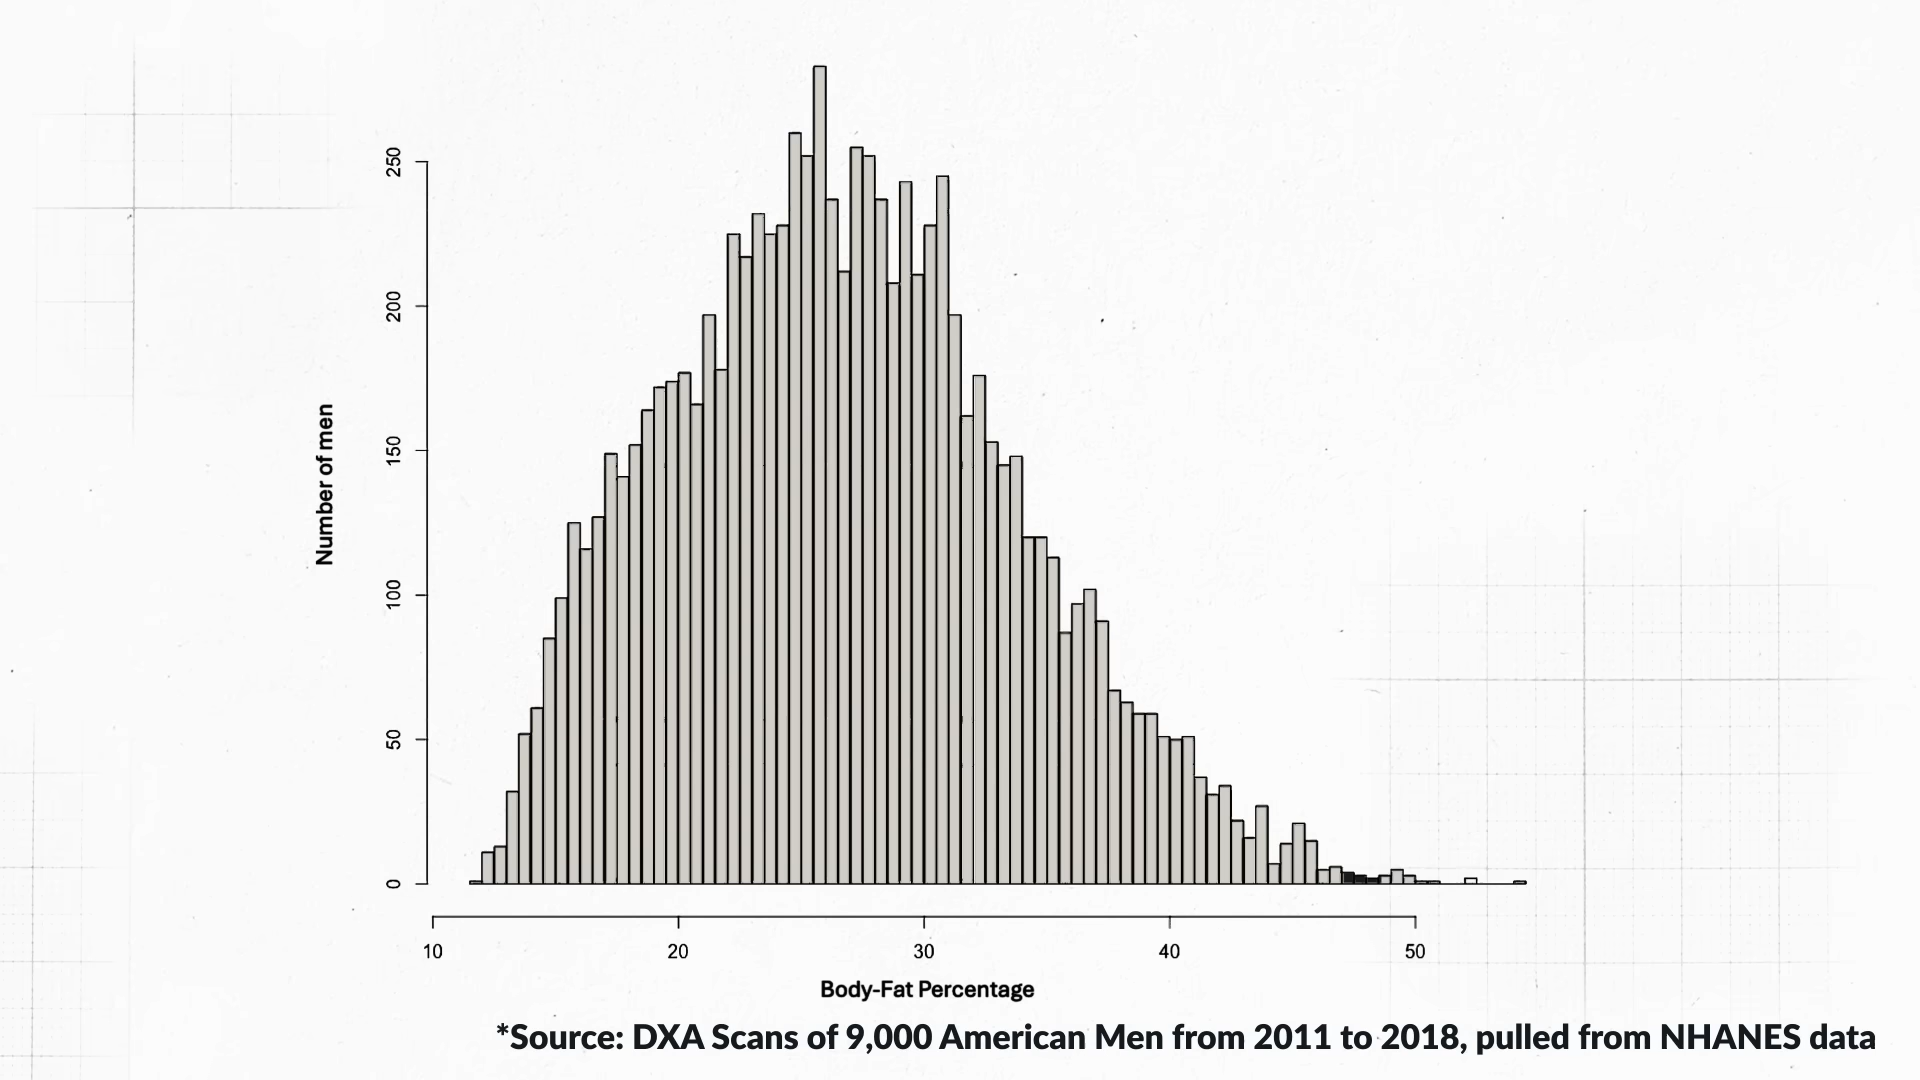 250
200
150
100
50
0
Number of men
10 20 30 40 50
Body-Fat Percentage
*Source: DXA Scans of 9,000 American Men from 2011 to 2018, pulled from NHANES data